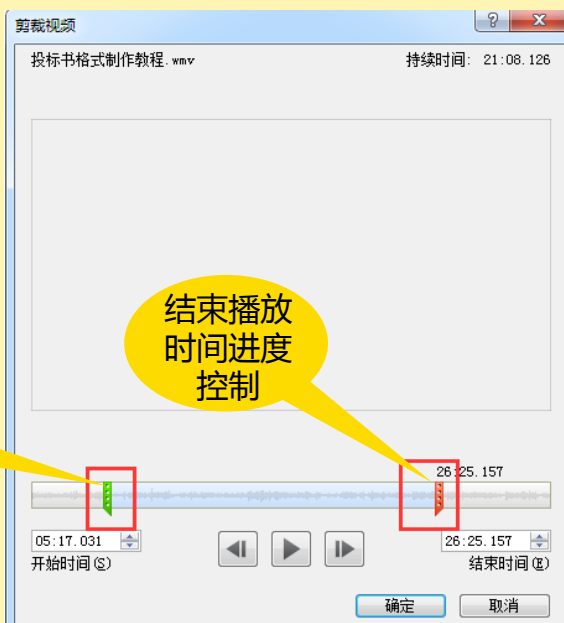 剪裁视频
投标书格式制作教程.wmv 持续时间: 21:08.126
结束播放
时间进度
控制
26:25.157
05:17.031 26:25.157
开始时间(S) 结束时间(E)
确定 取消